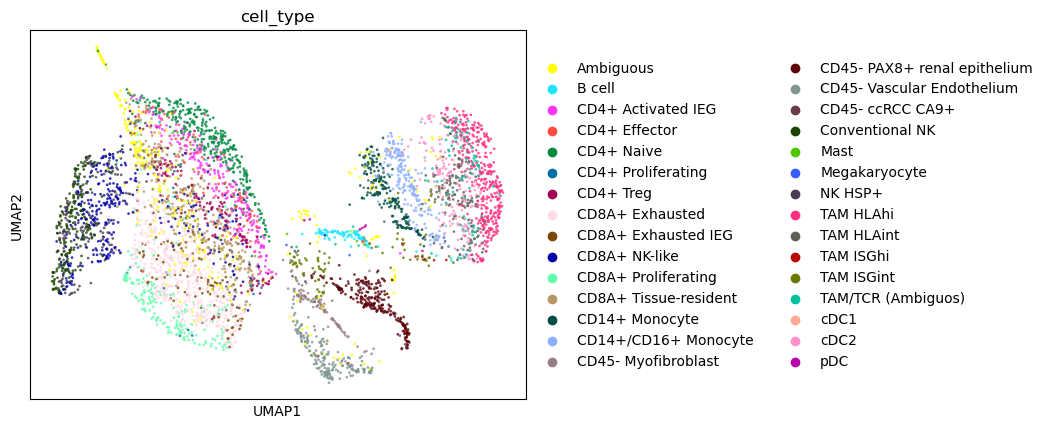 cell_type
UMAP2
UMAP1
Ambiguous
B cell
CD4+ Activated IEG
CD4+ Effector
CD4+ Naive
CD4+ Proliferating
CD4+ Treg
CD8A+ Exhausted
CD8A+ Exhausted IEG
CD8A+ NK-like
CD8A+ Proliferating
CD8A+ Tissue-resident
CD14+ Monocyte
CD14+/CD16+ Monocyte
CD45- Myofibroblast
CD45- PAX8+ renal epithelium
CD45- Vascular Endothelium
CD45- ccRCC CA9+
Conventional NK
Mast
Megakaryocyte
NK HSP+
TAM HLAhi
TAM HLAint
TAM ISGhi
TAM ISGint
TAM/TCR (Ambiguos)
cDC1
cDC2
pDC